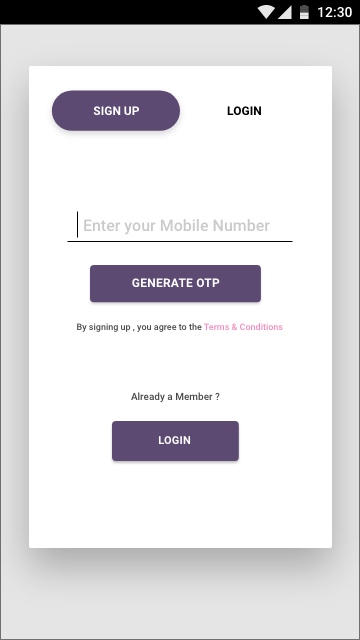 12:30
SIGN UP
LOGIN
Enter your Mobile Number
GENERATE OTP
By signing up , you agree to the Terms & Conditions
Already a Member ?
LOGIN